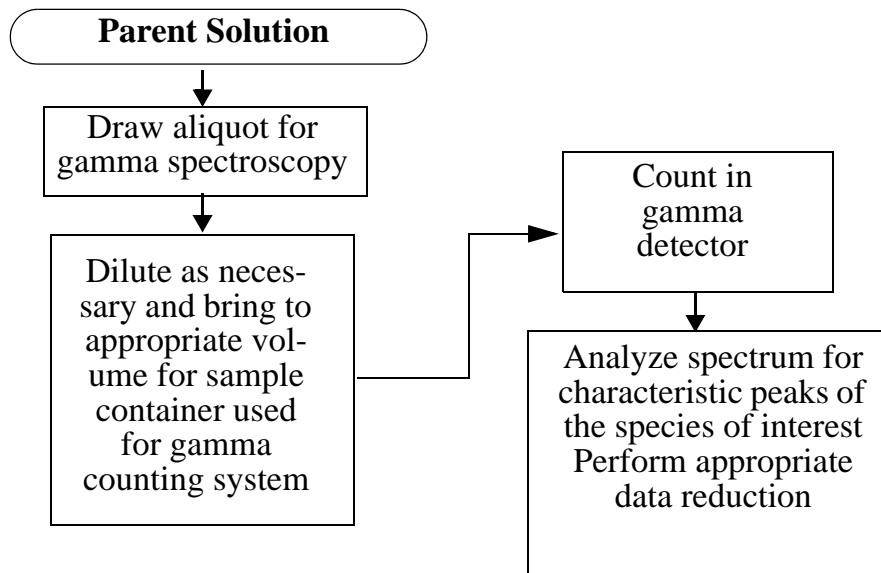 Parent Solution
Draw aliquot for
gamma spectroscopy
Dilute as neces-
sary and bring to
appropriate vol-
ume for sample
container used
for gamma
counting system
Count in
gamma
detector
Analyze spectrum for
characteristic peaks of
the species of interest
Perform appropriate
data reduction